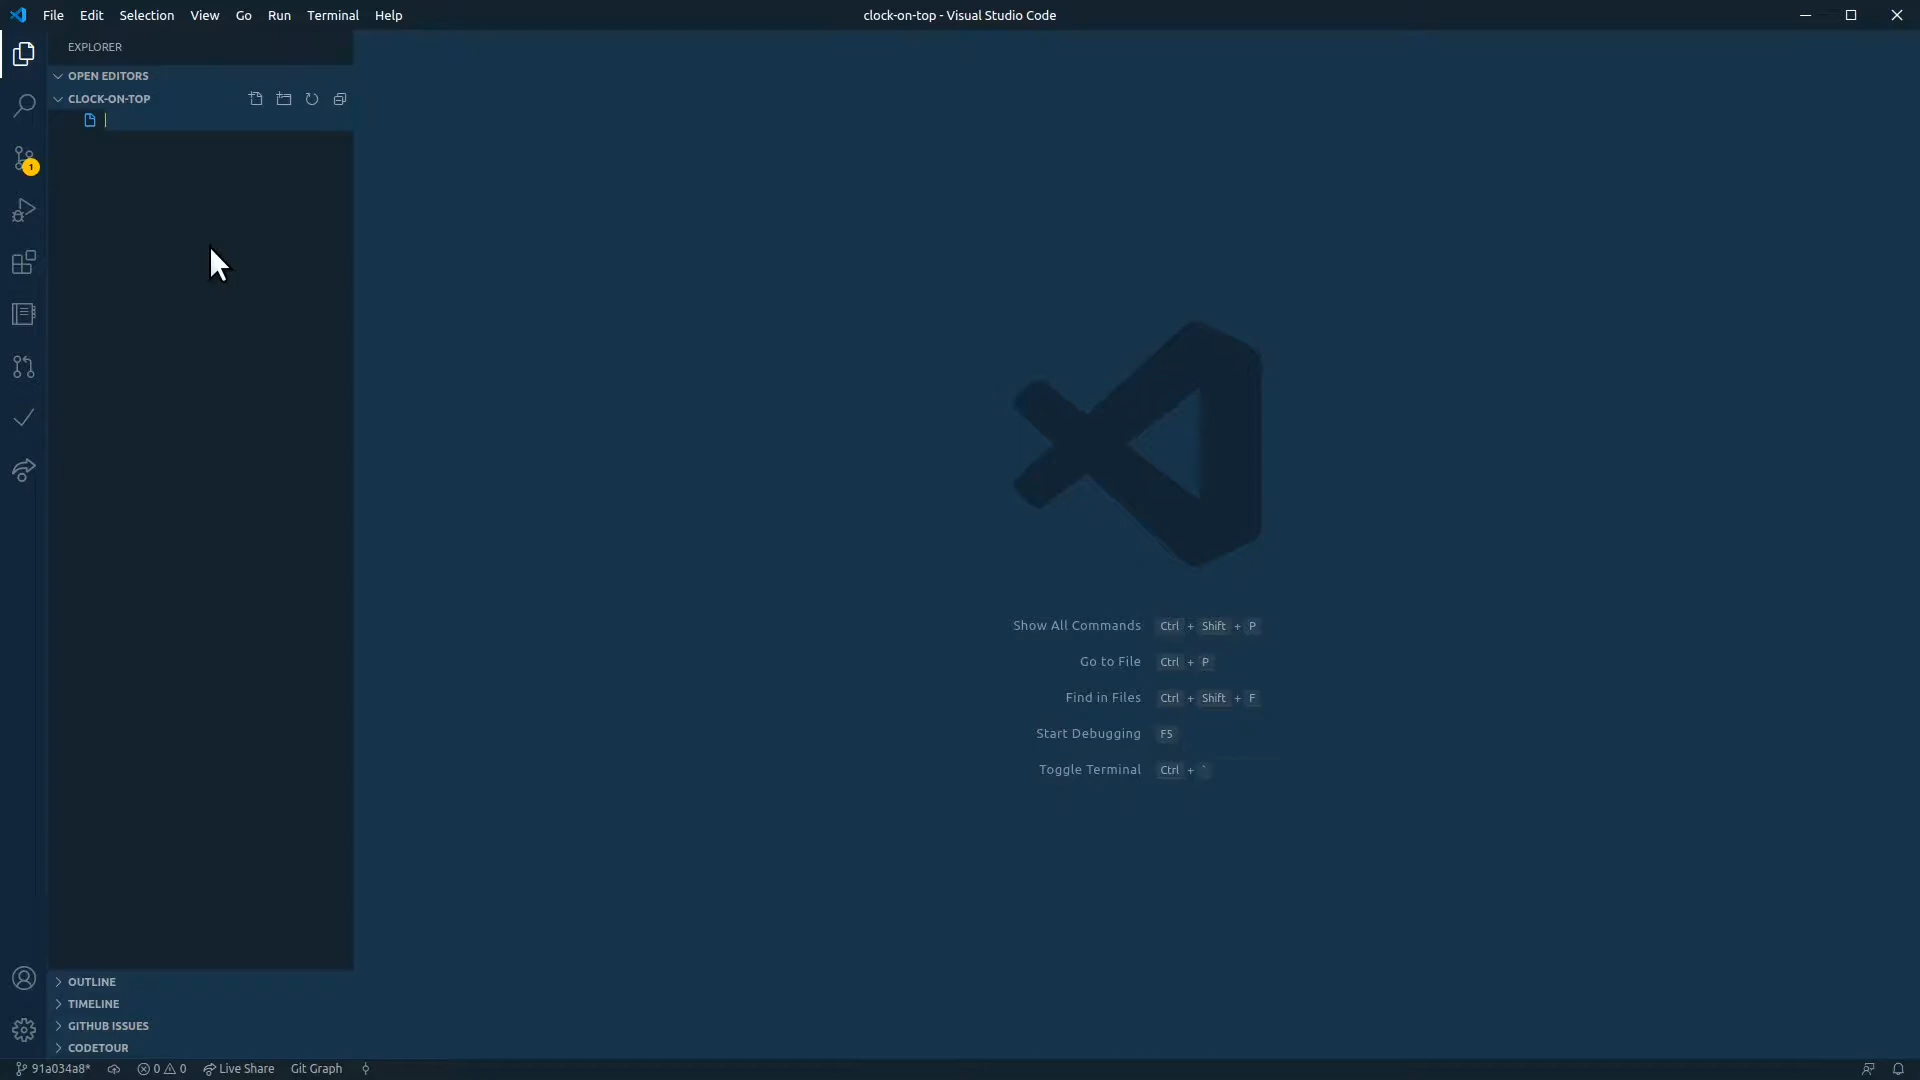 File Edit Selection View Go Run Terminal Help
clock-on-top - Visual Studio Code
EXPLORER
OPEN EDITORS
CLOCK-ON-TOP
1
Show All Commands Ctrl + Shift + P
Go to File Ctrl + P
Find in Files Ctrl + Shift + F
Start Debugging F5
Toggle Terminal Ctrl + `
OUTLINE
TIMELINE
GITHUB ISSUES
CODETOUR
91a034a8* 0 0 Live Share Git Graph